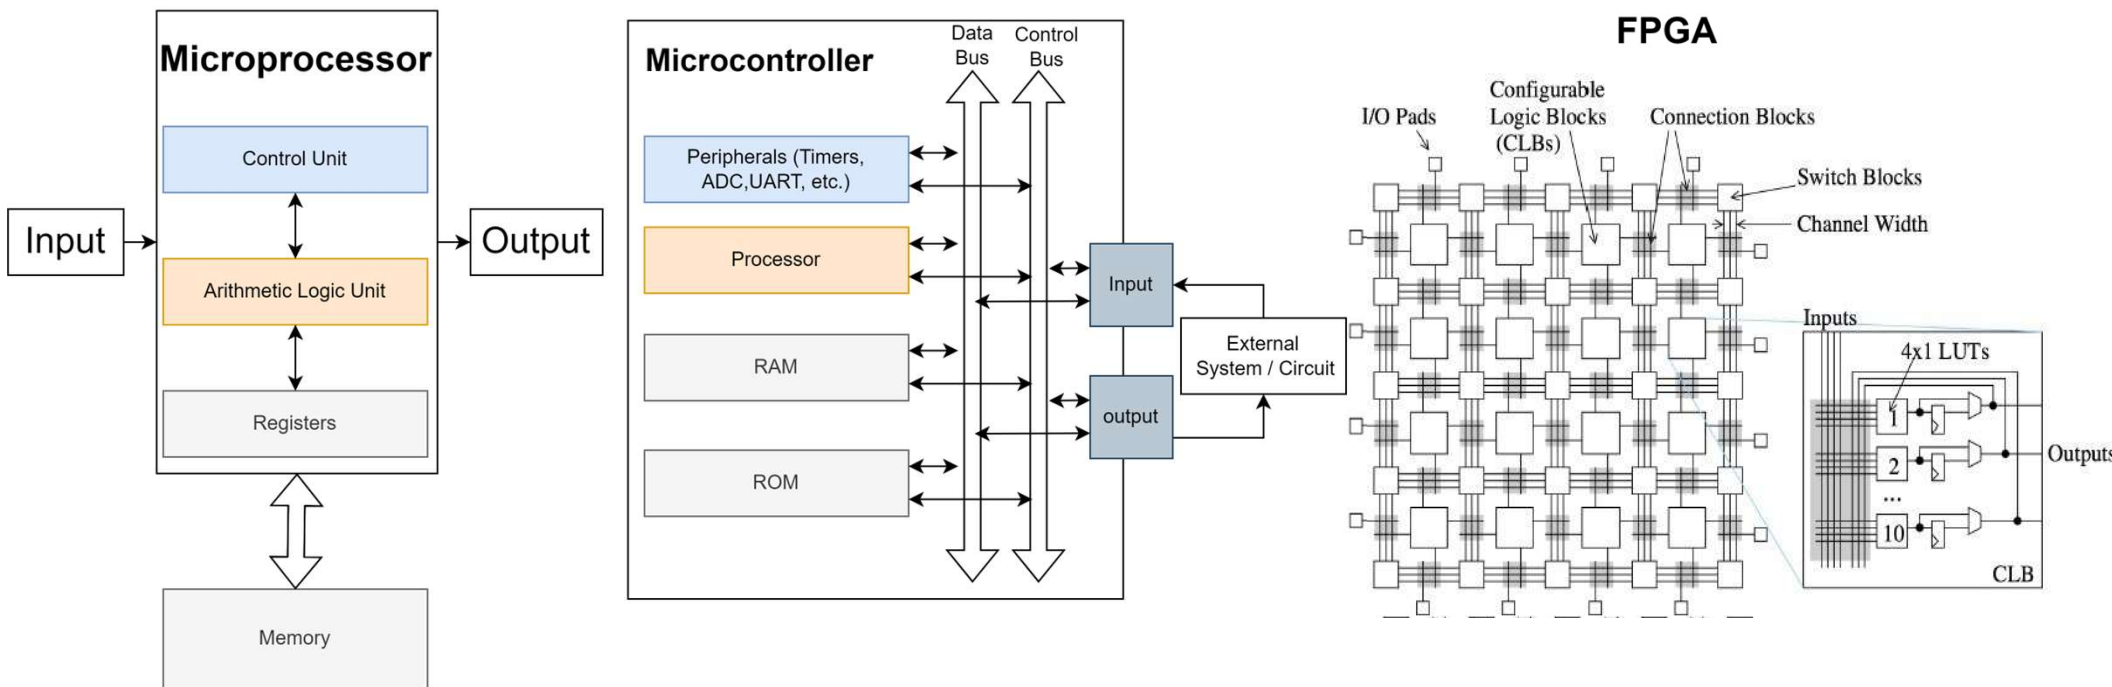 Microprocessor
Control Unit
Input
Output
Arithmetic Logic Unit
Registers
Memory
Microcontroller
Data
Bus
Control
Bus
Peripherals (Timers,
ADC,UART, etc.)
Processor
RAM
ROM
Input
output
External
System / Circuit
FPGA
I/O Pads
Configurable
Logic Blocks
(CLBs)
Connection Blocks
Switch Blocks
Channel Width
Inputs
4x1 LUTs
1
2
...
10
Outputs
CLB